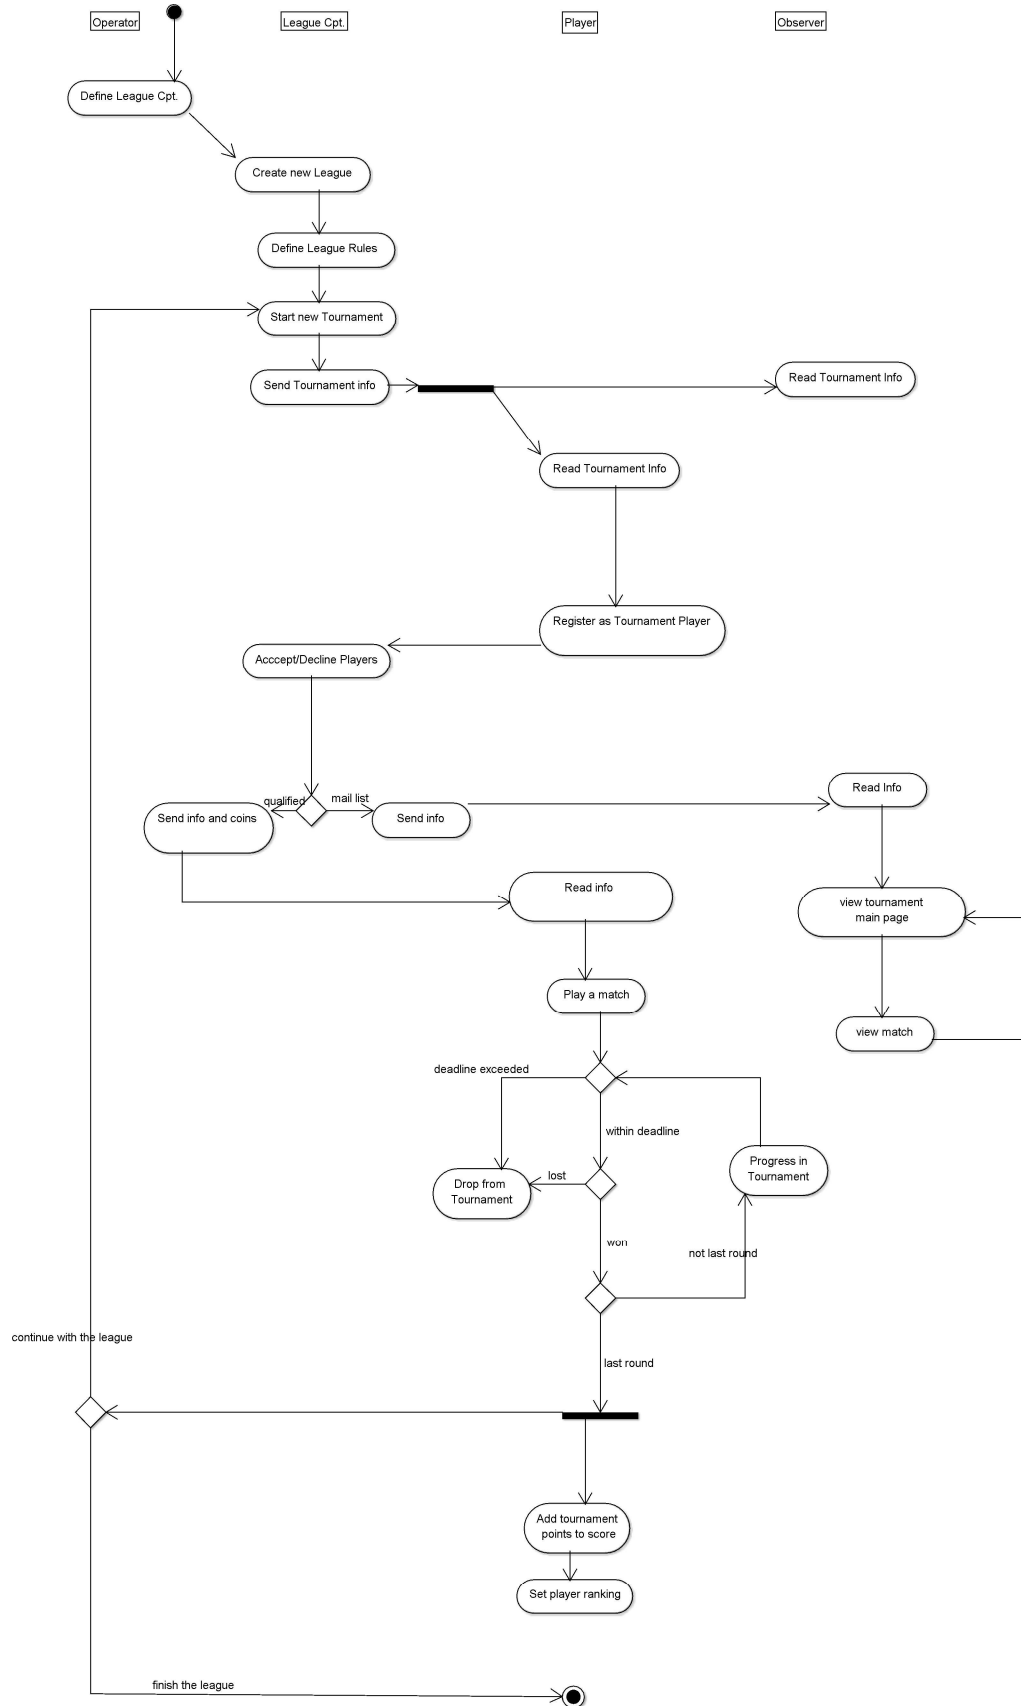 Operator
League Cpt.
Player
Observer
Define League Cpt.
Create new League
Define League Rules
Start new Tournament
Send Tournament info
Read Tournament Info
Read Tournament Info
Register as Tournament Player
Acccept/Decline Players
qualified
mail list
Read Info
Send info and coins
Send info
Read info
view tournament
main page
Play a match
view match
deadline exceeded
within deadline
Progress in
Tournament
lost
Drop from
Tournament
won
not last round
continue with the league
last round
Add tournament
points to score
Set player ranking
finish the league